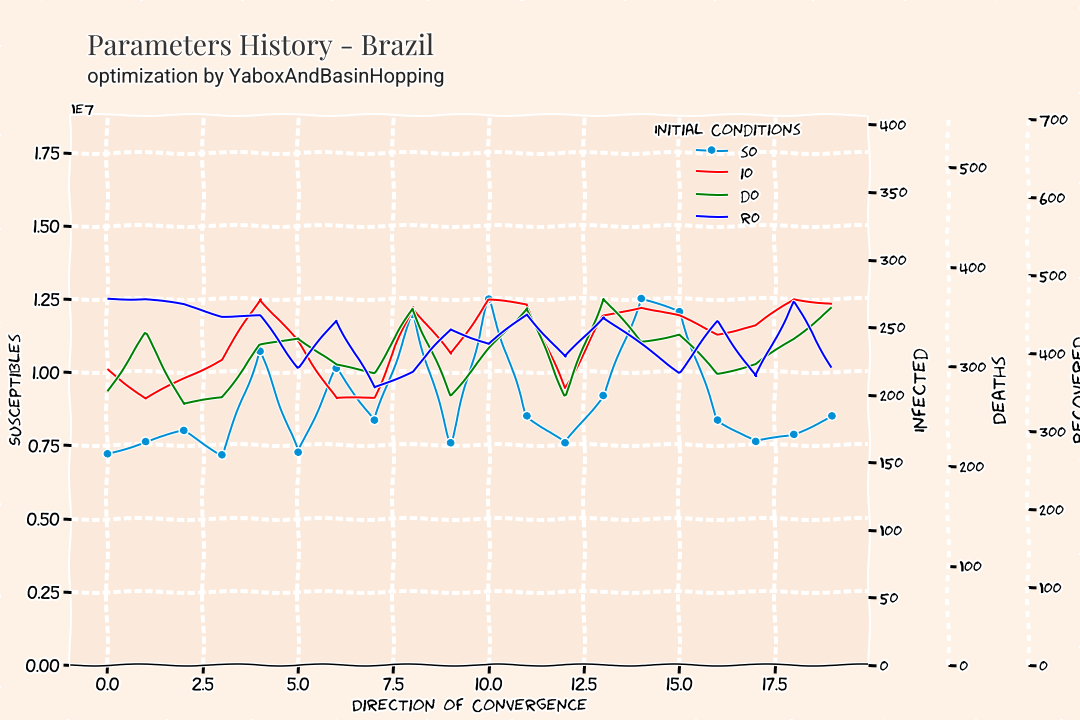 Parameters History - Brazil
optimization by YaboxAndBasinHopping
1E7
INITIAL CONDITIONS
S0
I0
D0
R0
SUSCEPTIBLES
1.75
1.50
1.25
1.00
0.75
0.50
0.25
0.00
0.0 2.5 5.0 7.5 10.0 12.5 15.0 17.5
DIRECTION OF CONVERGENCE
400
350
300
250
200
150
100
50
0
INFECTED
500
400
300
200
100
0
DEATHS
700
600
500
400
300
200
100
0
RECOVERED